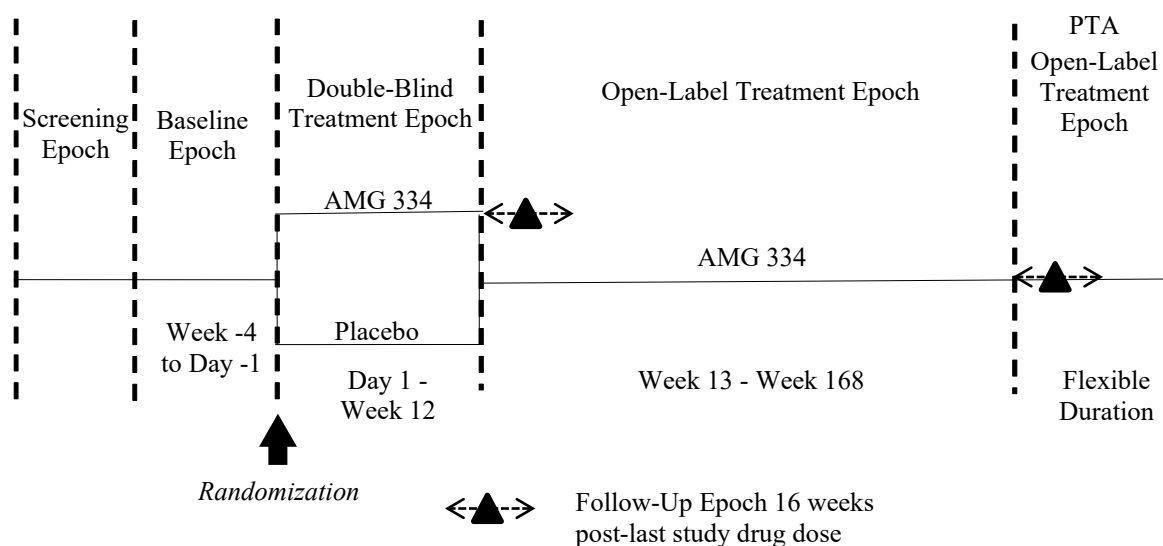 Screening
Epoch
Baseline
Epoch
Double-Blind
Treatment Epoch
Open-Label Treatment Epoch
PTA
Open-Label
Treatment
Epoch
AMG 334
AMG 334
Placebo
Week -4
to Day -1
Day 1 -
Week 12
Week 13 - Week 168
Flexible
Duration
Randomization
Follow-Up Epoch 16 weeks
post-last study drug dose